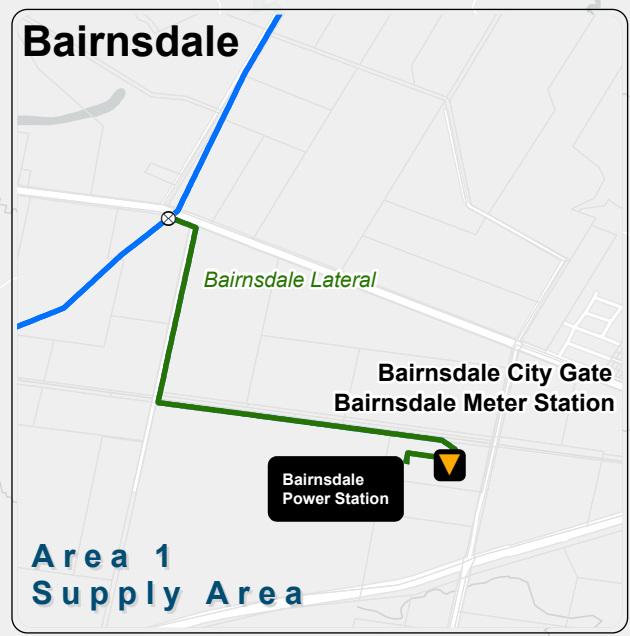 Bairnsdale
Bairnsdale Lateral
Bairnsdale City Gate
Bairnsdale Meter Station
Bairnsdale
Power Station
Area 1
Supply Area